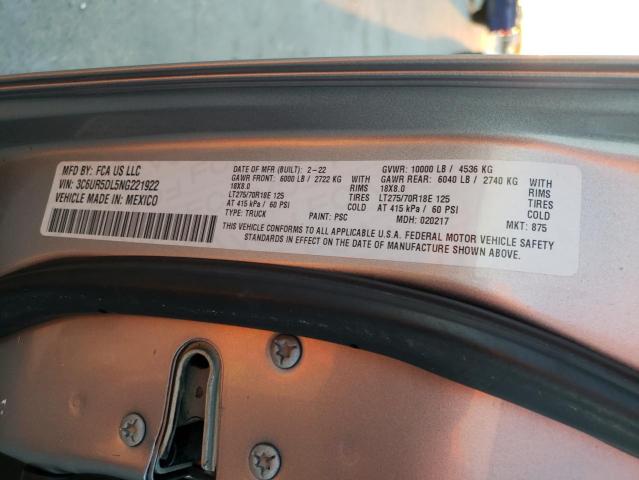 MFD BY: FCA US LLC
VIN: 3C6UR5DL5NG221922
VEHICLE MADE IN: MEXICO
DATE OF MFR (BUILT): 2-22 GVWR: 10000 LB / 4536 KG
GAWR FRONT: 6000 LB / 2722 KG WITH GAWR REAR: 6040 LB / 2740 KG WITH
18X8.0 RIMS 18X8.0 RIMS
LT275/70R18E 125 TIRES LT275/70R18E 125 TIRES
AT 415 kPa / 60 PSI COLD AT 415 kPa / 60 PSI COLD
TYPE: TRUCK PAINT: PSC MDH: 020217 MKT: 875
THIS VEHICLE CONFORMS TO ALL APPLICABLE U.S.A. FEDERAL MOTOR VEHICLE SAFETY
STANDARDS IN EFFECT ON THE DATE OF MANUFACTURE SHOWN ABOVE.